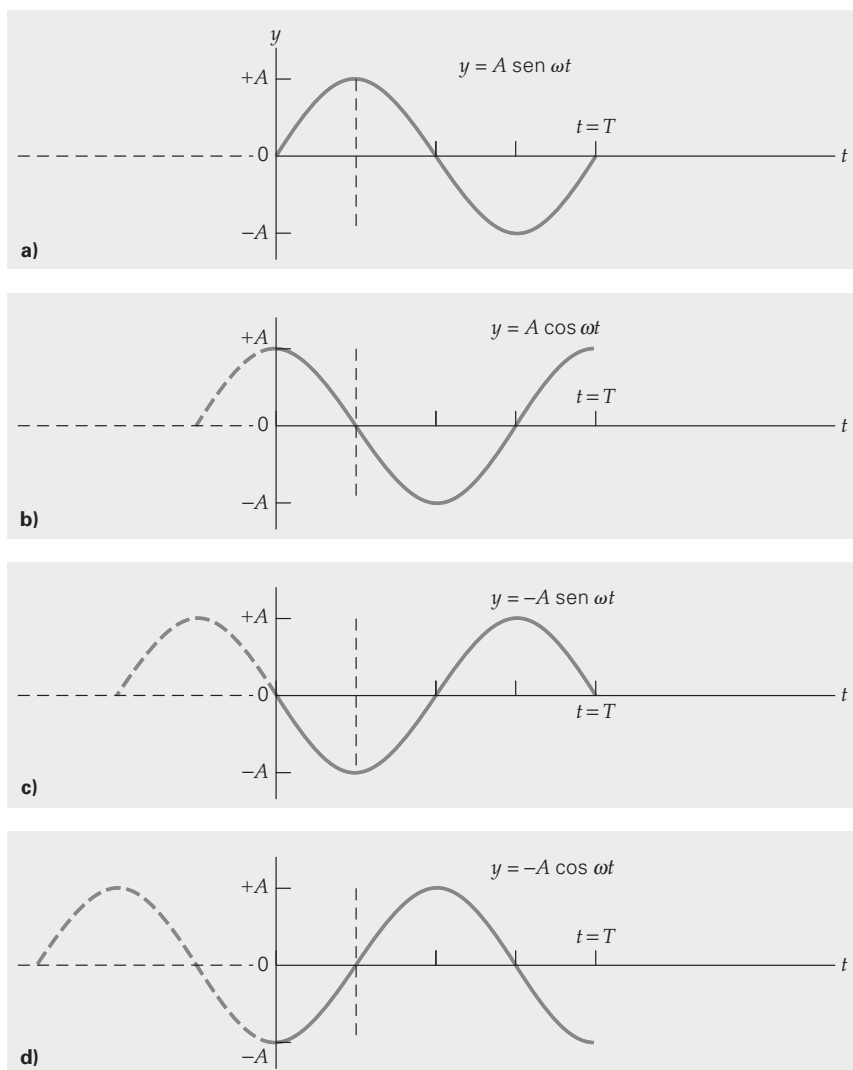 y
+A
y = A sen ωt
t = T
0
t
−A
a)
+A
y = A cos ωt
t = T
0
t
−A
b)
+A
y = −A sen ωt
0
t
t = T
−A
c)
+A
y = −A cos ωt
t = T
0
t
−A
d)